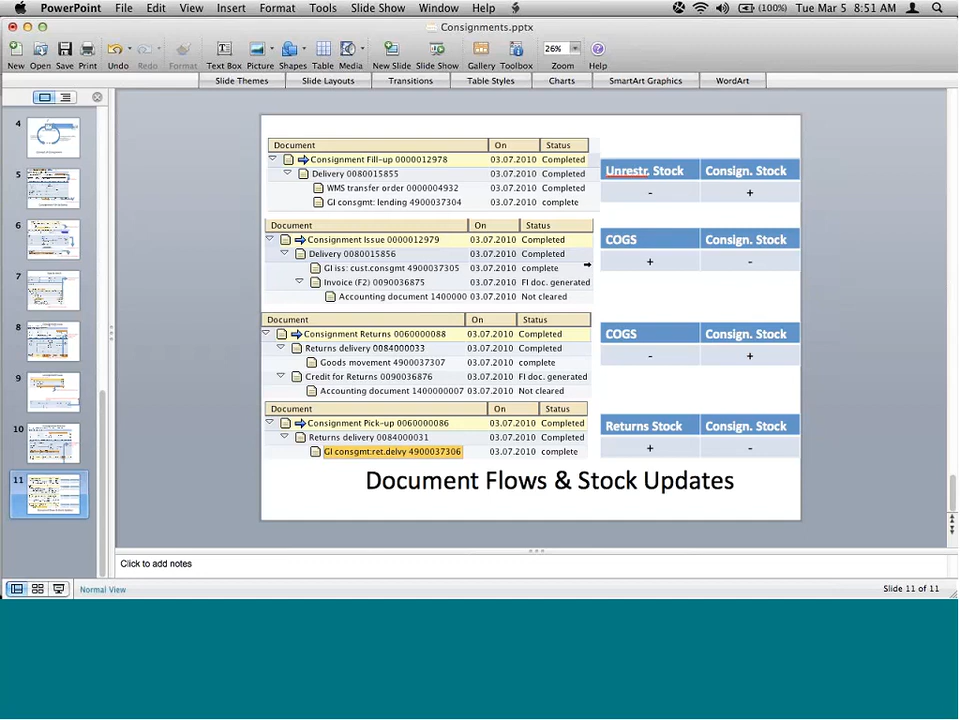 PowerPoint File Edit View Insert Format Tools Slide Show Window Help (100%) Tue Mar 5 8:51 AM
Consignments.pptx
26%
New Open Save Print Undo Redo Format Text Box Picture Shapes Table Media New Slide Slide Show Gallery Toolbox Zoom Help
Slide Themes Slide Layouts Transitions Table Styles Charts SmartArt Graphics WordArt
4
5
6
7
8
9
10
11
Document On Status
Consignment Fill-up 0000012978 03.07.2010 Completed
Delivery 0080015855 03.07.2010 Completed
WMS transfer order 0000004932 03.07.2010 Completed
GI consgmt: lending 4900037304 03.07.2010 complete
Unrestr. Stock Consign. Stock
- +
Document On Status
Consignment Issue 0000012979 03.07.2010 Completed
Delivery 0080015856 03.07.2010 Completed
GI iss: cust.consgmt 4900037305 03.07.2010 complete
Invoice (F2) 0090036875 03.07.2010 FI doc. generated
Accounting document 1400000 03.07.2010 Not cleared
COGS Consign. Stock
+ -
Document On Status
Consignment Returns 0060000088 03.07.2010 Completed
Returns delivery 0084000033 03.07.2010 Completed
Goods movement 4900037307 03.07.2010 complete
Credit for Returns 0090036876 03.07.2010 FI doc. generated
Accounting document 1400000007 03.07.2010 Not cleared
COGS Consign. Stock
- +
Document On Status
Consignment Pick-up 0060000086 03.07.2010 Completed
Returns delivery 0084000031 03.07.2010 Completed
GI consgmt:ret.delvy 4900037306 03.07.2010 complete
Returns Stock Consign. Stock
+ -
Document Flows & Stock Updates
Click to add notes
Normal View Slide 11 of 11